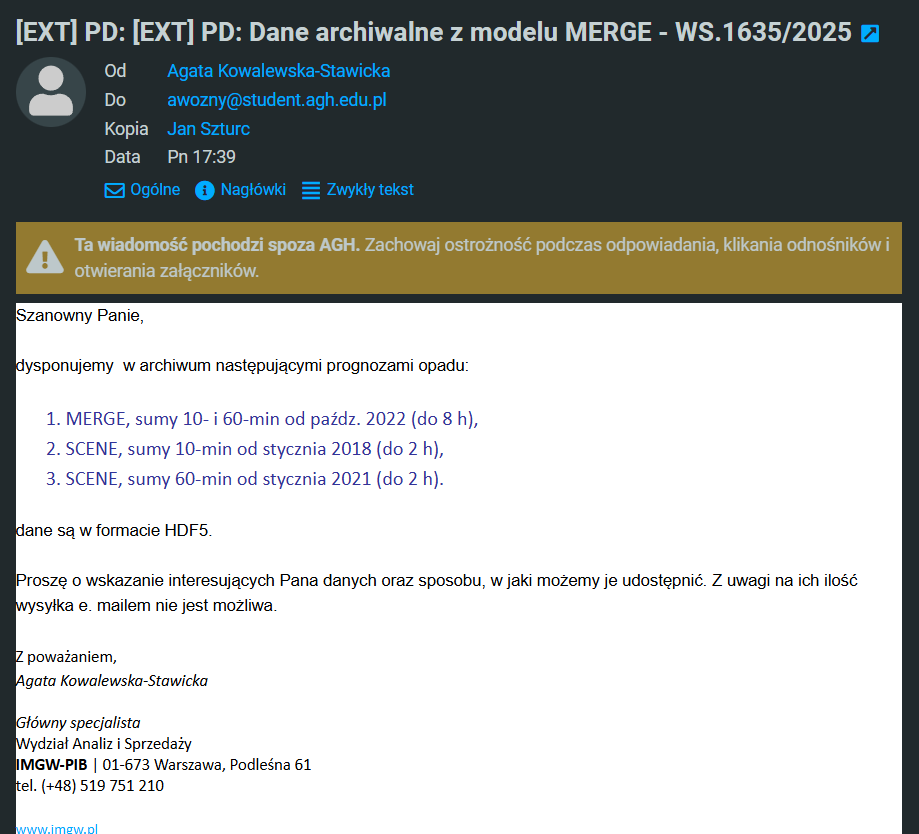 [EXT] PD: [EXT] PD: Dane archiwalne z modelu MERGE - WS.1635/2025
Od Agata Kowalewska-Stawicka
Do awozny@student.agh.edu.pl
Kopia Jan Szturc
Data Pn 17:39
Ogólne Nagłówki Zwykły tekst
Ta wiadomość pochodzi spoza AGH. Zachowaj ostrożność podczas odpowiadania, klikania odnośników i
otwierania załączników.
Szanowny Panie,
dysponujemy  w archiwum następującymi prognozami opadu:
1. MERGE, sumy 10- i 60-min od paźdz. 2022 (do 8 h),
2. SCENE, sumy 10-min od stycznia 2018 (do 2 h),
3. SCENE, sumy 60-min od stycznia 2021 (do 2 h).
dane są w formacie HDF5.
Proszę o wskazanie interesujących Pana danych oraz sposobu, w jaki możemy je udostępnić. Z uwagi na ich ilość
wysyłka e. mailem nie jest możliwa.
Z poważaniem,
Agata Kowalewska-Stawicka
Główny specjalista
Wydział Analiz i Sprzedaży
IMGW-PIB | 01-673 Warszawa, Podleśna 61
tel. (+48) 519 751 210
www.imgw.pl